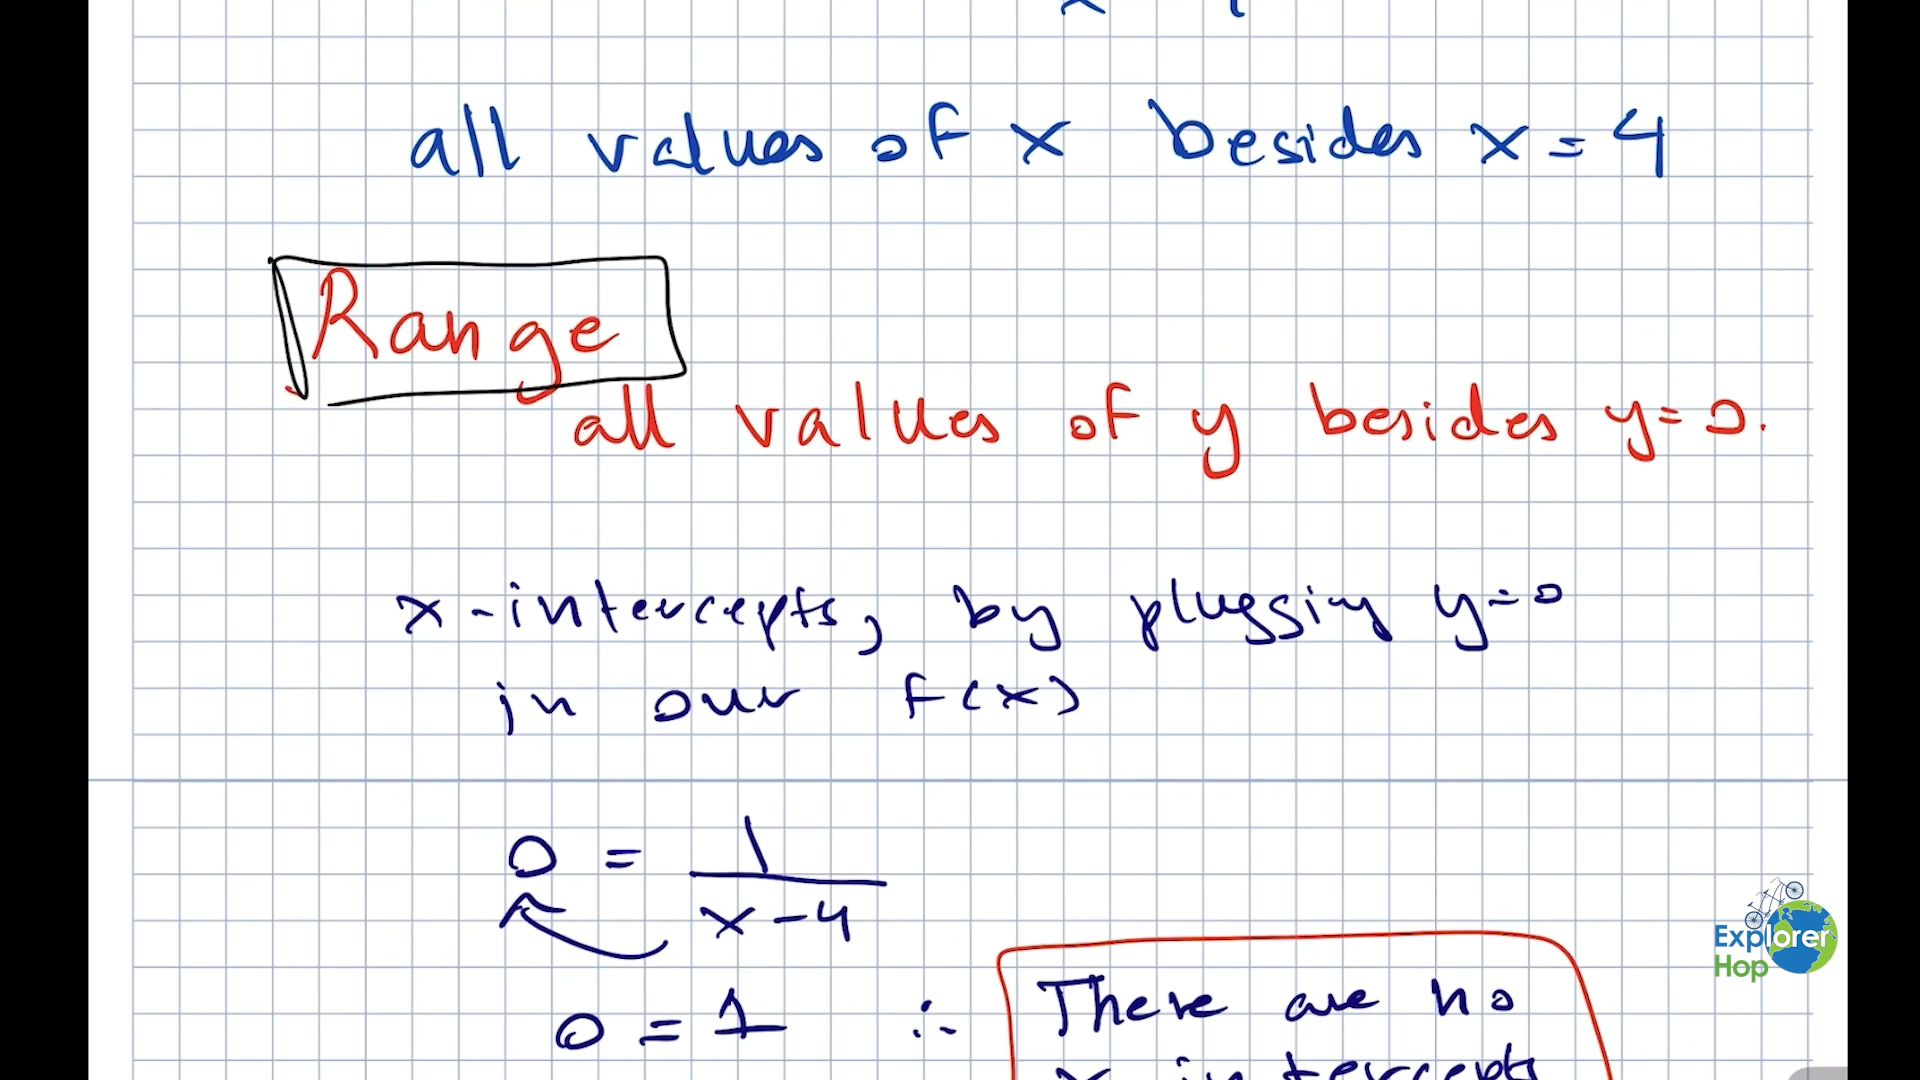 all values of x besides x = 4
Range
all values of y besides y = 0.
x-intercepts, by plugging y=0
in our f(x)
0 = 1
x-4
0 = 1 ∴ There are no
x intercepts
Explorer
Hop